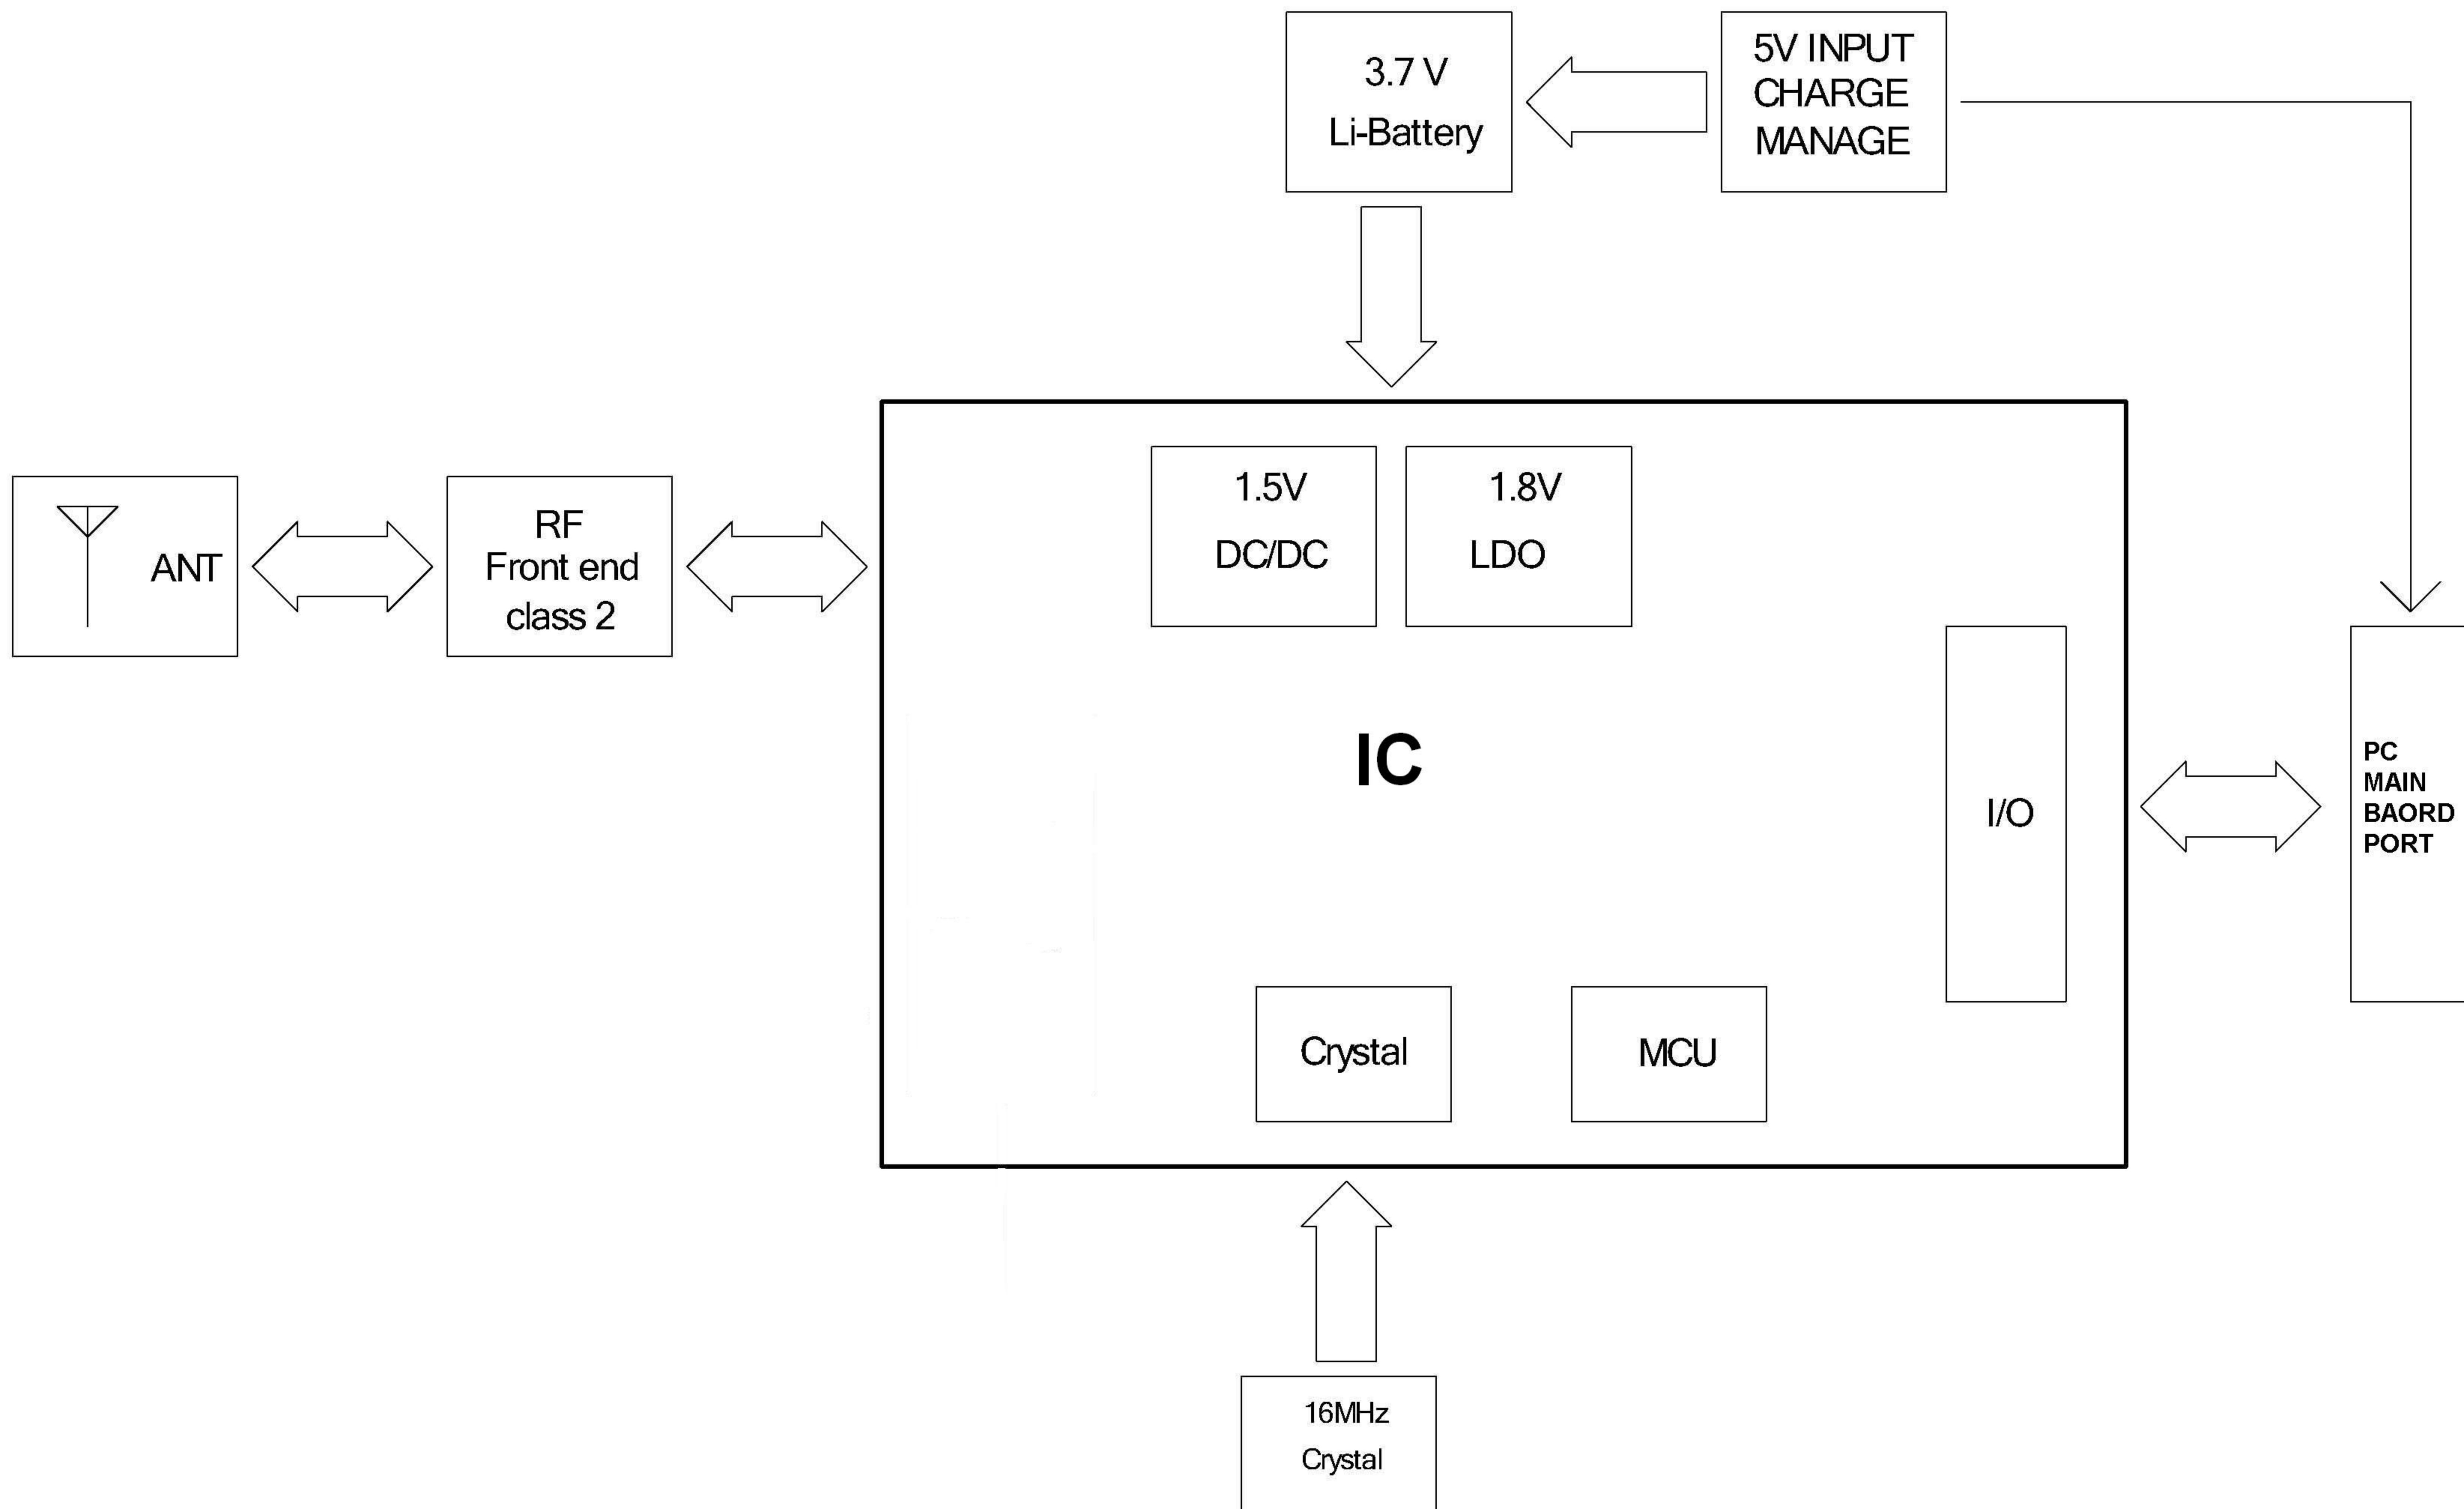 3.7 V
Li-Battery
5V INPUT
CHARGE
MANAGE
ANT
RF
Front end
class 2
1.5V
DC/DC
1.8V
LDO
IC
I/O
PC
MAIN
BAORD
PORT
Crystal
MCU
16MHz
Crystal